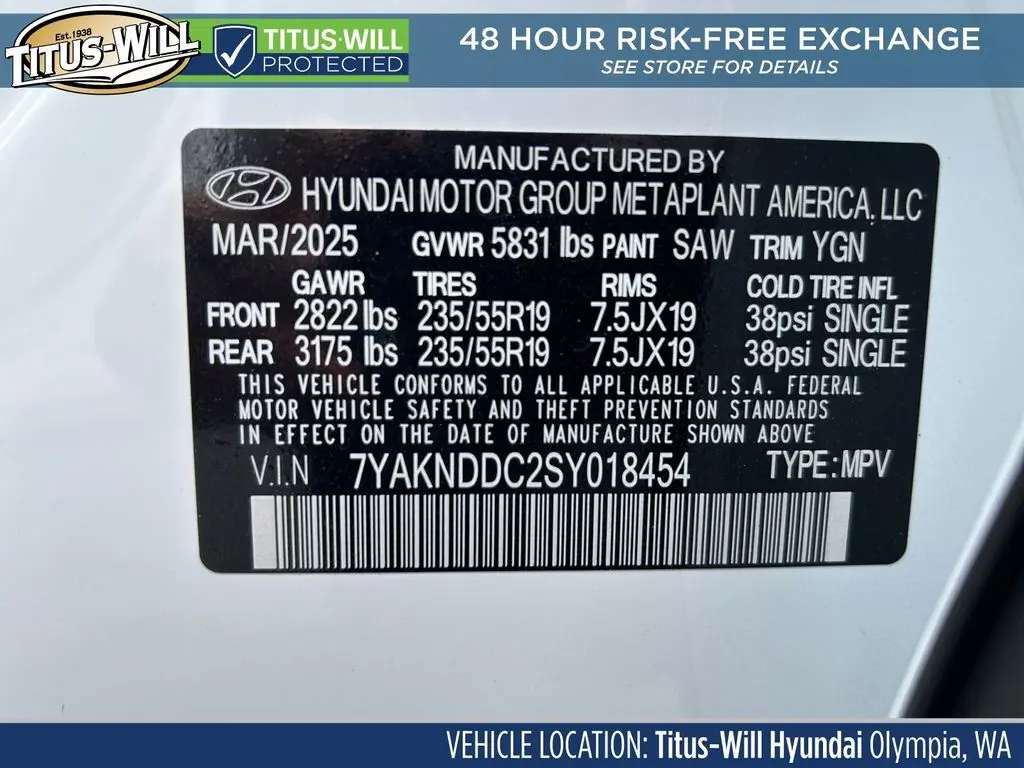 Est. 1938
TITUS-WILL
TITUS-WILL
PROTECTED
48 HOUR RISK-FREE EXCHANGE
SEE STORE FOR DETAILS
MANUFACTURED BY
HYUNDAI MOTOR GROUP METAPLANT AMERICA, LLC
MAR/2025 GVWR 5831 lbs PAINT SAW TRIM YGN
GAWR TIRES RIMS COLD TIRE INFL
FRONT 2822 lbs 235/55R19 7.5JX19 38psi SINGLE
REAR 3175 lbs 235/55R19 7.5JX19 38psi SINGLE
THIS VEHICLE CONFORMS TO ALL APPLICABLE U.S.A. FEDERAL
MOTOR VEHICLE SAFETY AND THEFT PREVENTION STANDARDS
IN EFFECT ON THE DATE OF MANUFACTURE SHOWN ABOVE
V.I.N 7YAKNDDC2SY018454 TYPE:MPV
VEHICLE LOCATION: Titus-Will Hyundai Olympia, WA